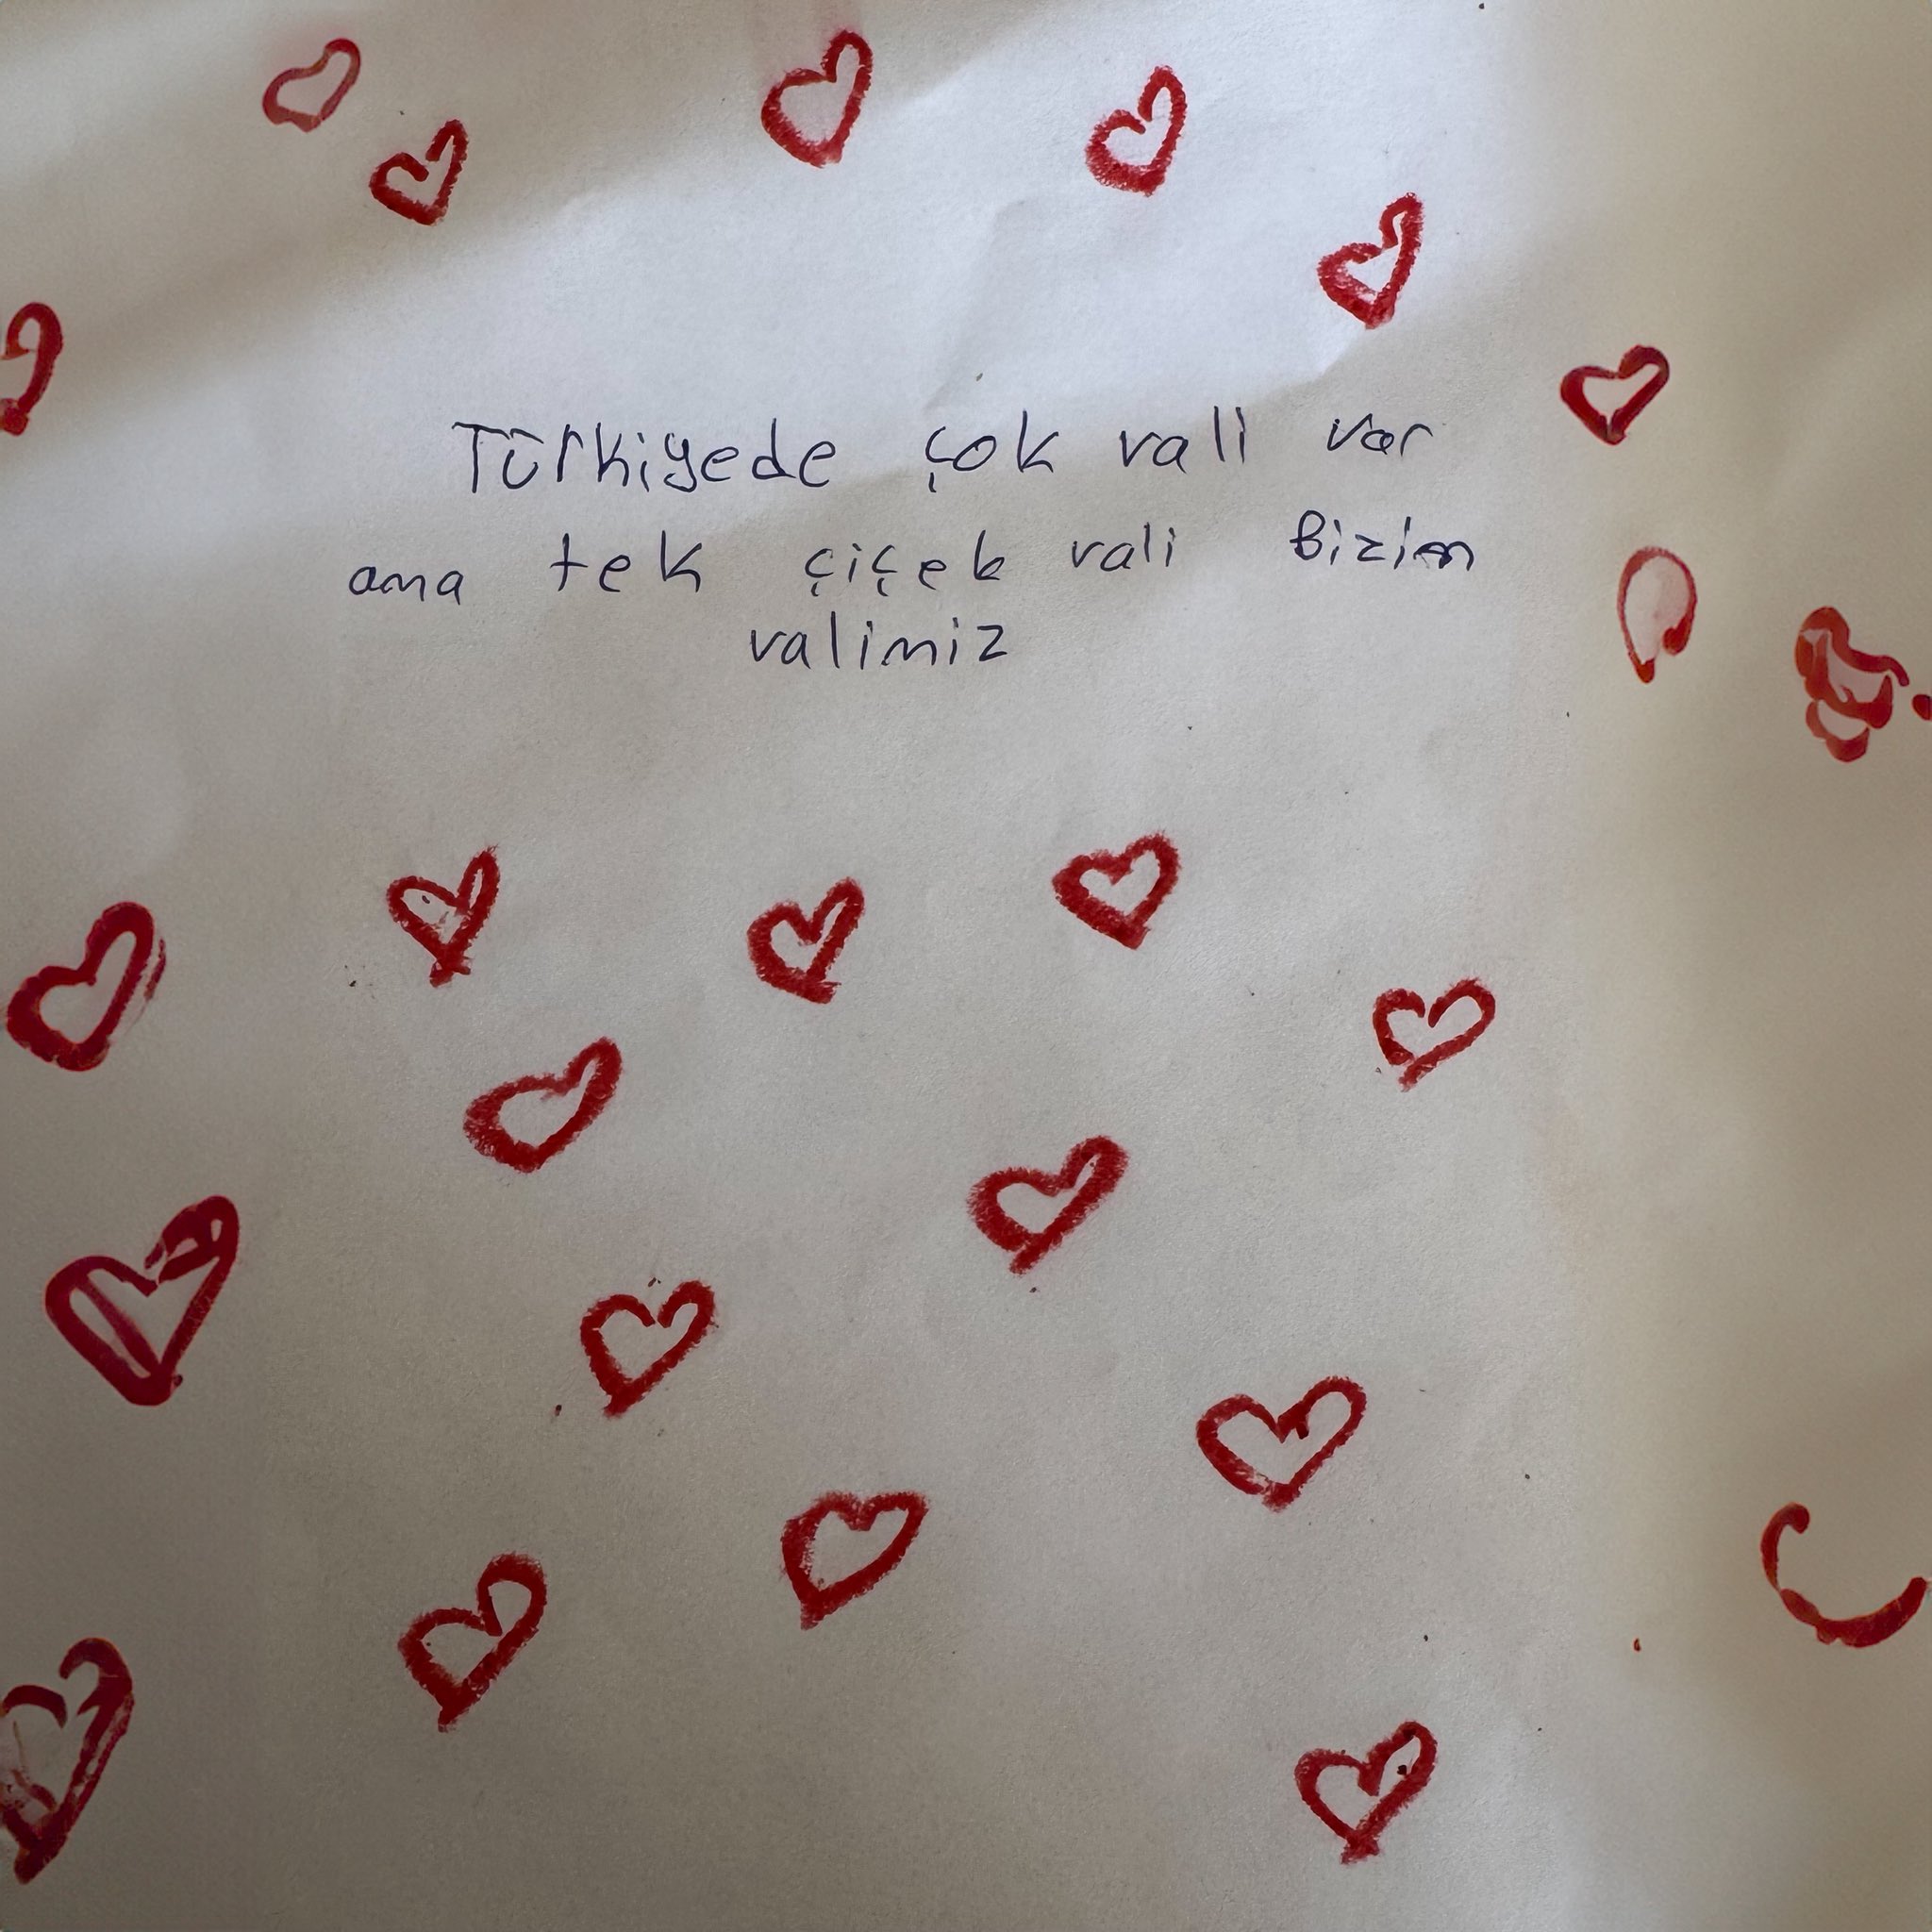 Türkiyede çok vali var
ama tek çiçek vali bizim
valimiz